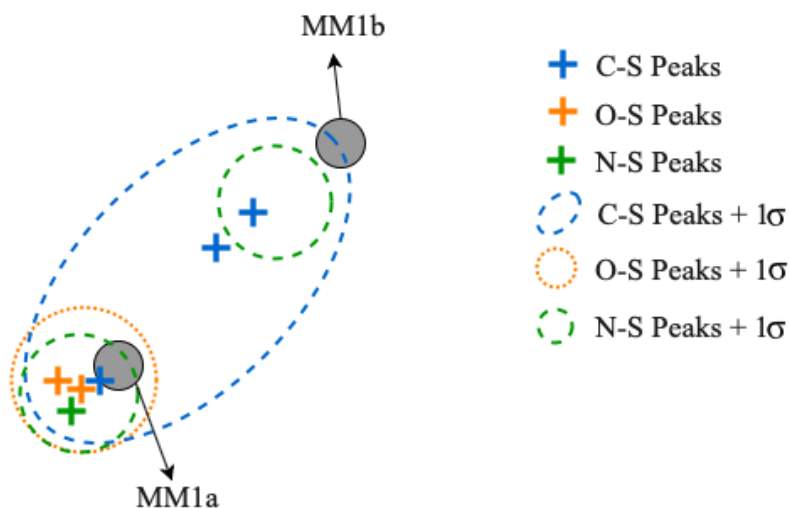 MM1b
C-S Peaks
O-S Peaks
N-S Peaks
C-S Peaks + 1σ
O-S Peaks + 1σ
N-S Peaks + 1σ
MM1a